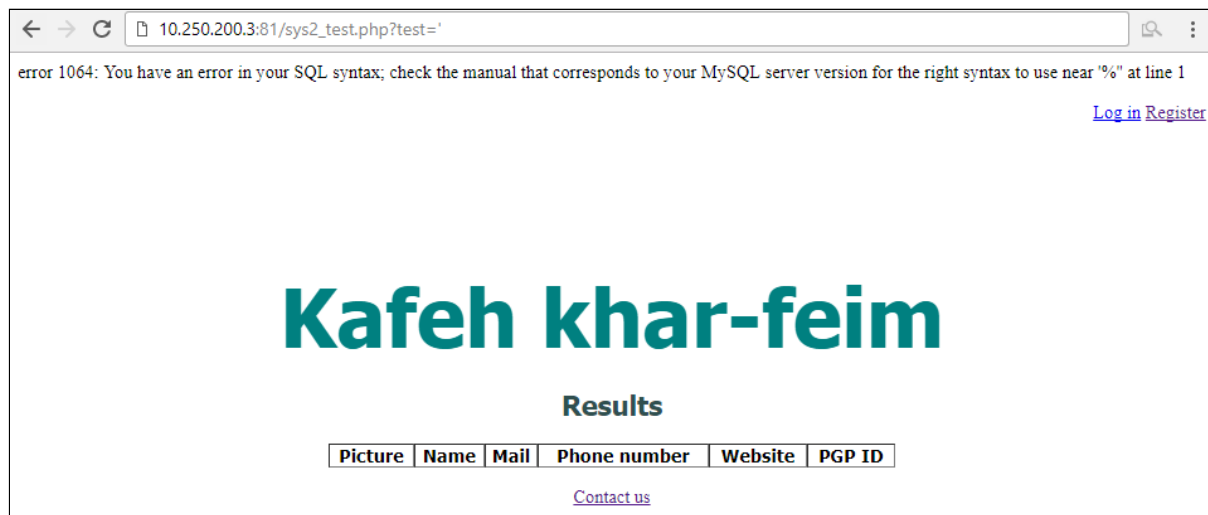 10.250.200.3:81/sys2_test.php?test='
error 1064: You have an error in your SQL syntax; check the manual that corresponds to your MySQL server version for the right syntax to use near '%'' at line 1
Log in Register
Kafeh khar-feim
Results
Picture Name Mail Phone number Website PGP ID
Contact us